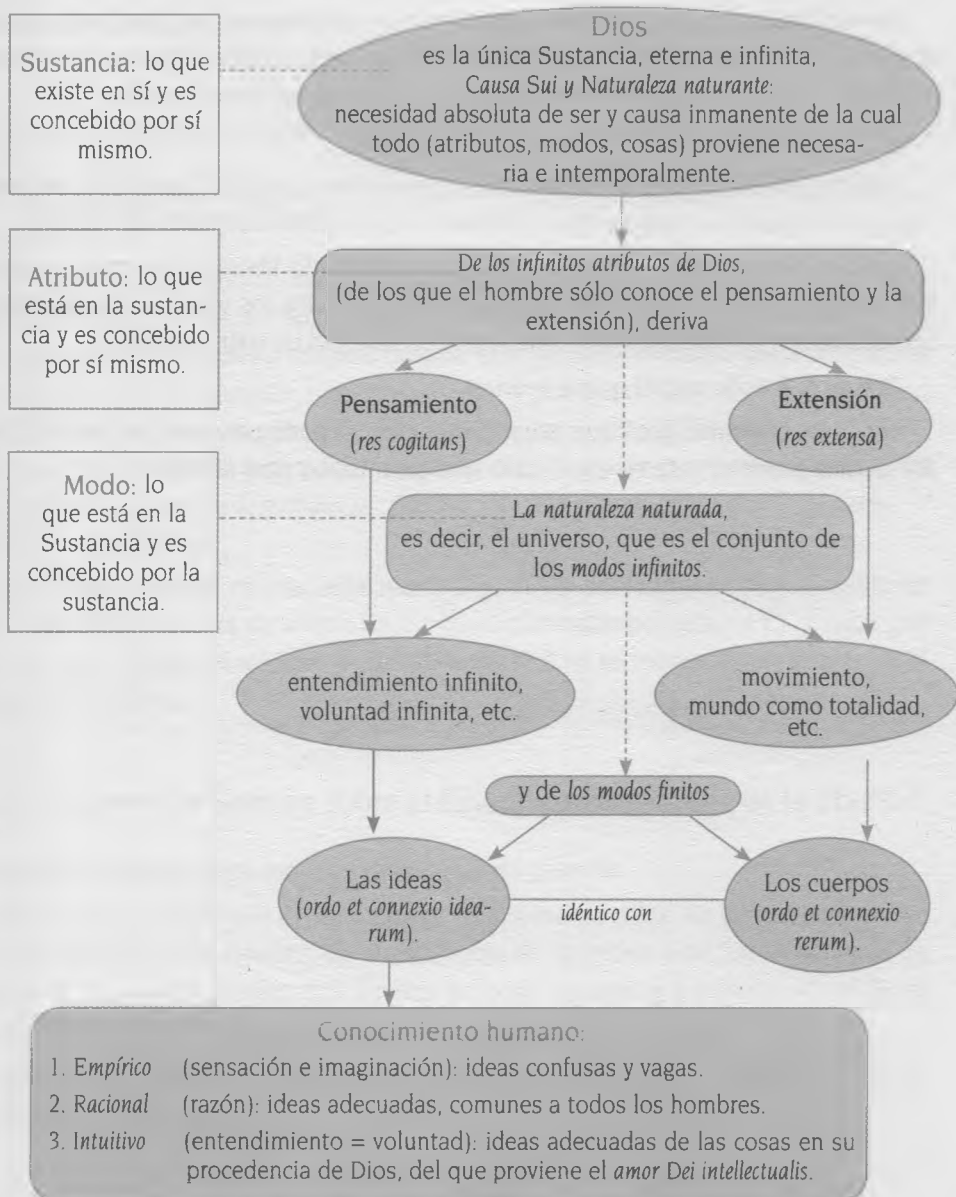 Dios
es la única Sustancia, eterna e infinita,
Causa Sui y Naturaleza naturante:
necesidad absoluta de ser y causa inmanente de la cual
todo (atributos, modos, cosas) proviene necesa-
ria e intemporalmente.
Sustancia: lo que
existe en sí y es
concebido por sí
mismo.
Atributo: lo que
está en la sustan-
cia y es concebido
por sí mismo.
De los infinitos atributos de Dios,
(de los que el hombre sólo conoce el pensamiento y la
extensión), deriva
Pensamiento
(res cogitans)
Extensión
(res extensa)
Modo: lo
que está en la
Sustancia y es
concebido por la
sustancia.
La naturaleza naturada,
es decir, el universo, que es el conjunto de
los modos infinitos.
entendimiento infinito,
voluntad infinita, etc.
movimiento,
mundo como totalidad,
etc.
y de los modos finitos
Las ideas
(ordo et connexio idea-
rum).
idéntico con
Los cuerpos
(ordo et connexio
rerum).
Conocimiento humano:
1. Empírico (sensación e imaginación): ideas confusas y vagas.
2. Racional (razón): ideas adecuadas, comunes a todos los hombres.
3. Intuitivo (entendimiento = voluntad): ideas adecuadas de las cosas en su
procedencia de Dios, del que proviene el amor Dei intellectualis.